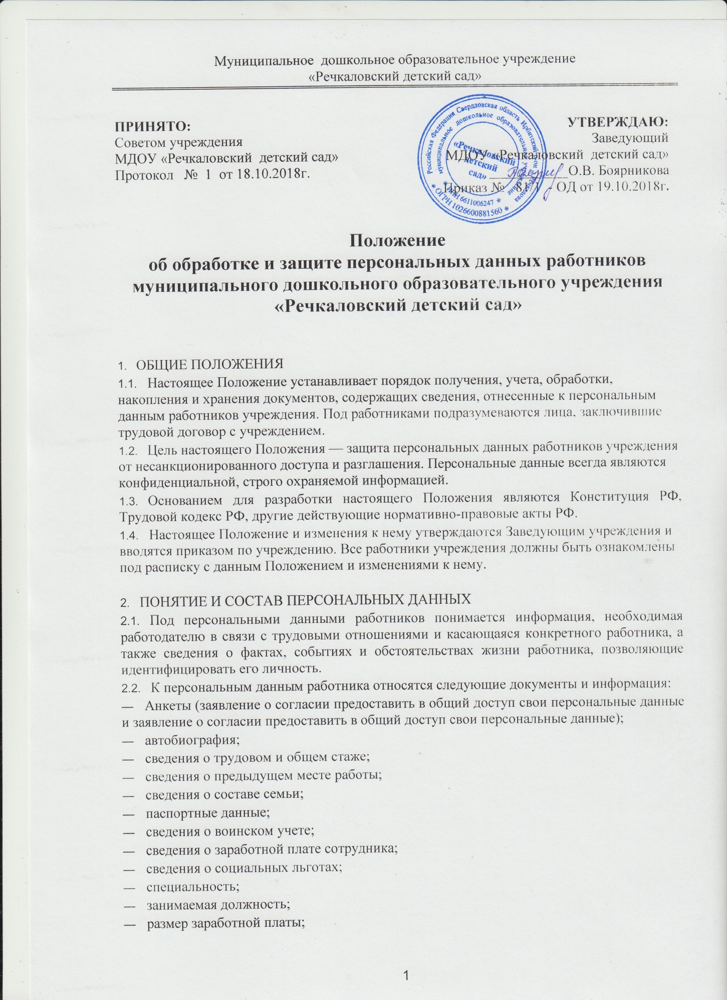 Муниципальное дошкольное образовательное учреждение
«Речкаловский детский сад»
ПРИНЯТО:
Советом учреждения
МДОУ «Речкаловский детский сад»
Протокол № 1 от 18.10.2018г.
УТВЕРЖДАЮ:
Заведующий
МДОУ «Речкаловский детский сад»
____________О.В. Боярникова
Приказ № 81/1 - ОД от 19.10.2018г.
Российская Федерация Свердловская область Ирбитский р-он д.Речкалова
муниципальное дошкольное образовательное учреждение
«Речкаловский
детский
сад»
* ИНН 6611006247 *
* ОГРН 1026600881560 *
Положение
об обработке и защите персональных данных работников
муниципального дошкольного образовательного учреждения
«Речкаловский детский сад»
1. ОБЩИЕ ПОЛОЖЕНИЯ
1.1. Настоящее Положение устанавливает порядок получения, учета, обработки,
накопления и хранения документов, содержащих сведения, отнесенные к персональным
данным работников учреждения. Под работниками подразумеваются лица, заключившие
трудовой договор с учреждением.
1.2. Цель настоящего Положения — защита персональных данных работников учреждения
от несанкционированного доступа и разглашения. Персональные данные всегда являются
конфиденциальной, строго охраняемой информацией.
1.3. Основанием для разработки настоящего Положения являются Конституция РФ,
Трудовой кодекс РФ, другие действующие нормативно-правовые акты РФ.
1.4. Настоящее Положение и изменения к нему утверждаются Заведующим учреждения и
вводятся приказом по учреждению. Все работники учреждения должны быть ознакомлены
под расписку с данным Положением и изменениями к нему.
2. ПОНЯТИЕ И СОСТАВ ПЕРСОНАЛЬНЫХ ДАННЫХ
2.1. Под персональными данными работников понимается информация, необходимая
работодателю в связи с трудовыми отношениями и касающаяся конкретного работника, а
также сведения о фактах, событиях и обстоятельствах жизни работника, позволяющие
идентифицировать его личность.
2.2. К персональным данным работника относятся следующие документы и информация:
— Анкеты (заявление о согласии предоставить в общий доступ свои персональные данные
и заявление о согласии предоставить в общий доступ свои персональные данные);
— автобиография;
— сведения о трудовом и общем стаже;
— сведения о предыдущем месте работы;
— сведения о составе семьи;
— паспортные данные;
— сведения о воинском учете;
— сведения о заработной плате сотрудника;
— сведения о социальных льготах;
— специальность;
— занимаемая должность;
— размер заработной платы;
1